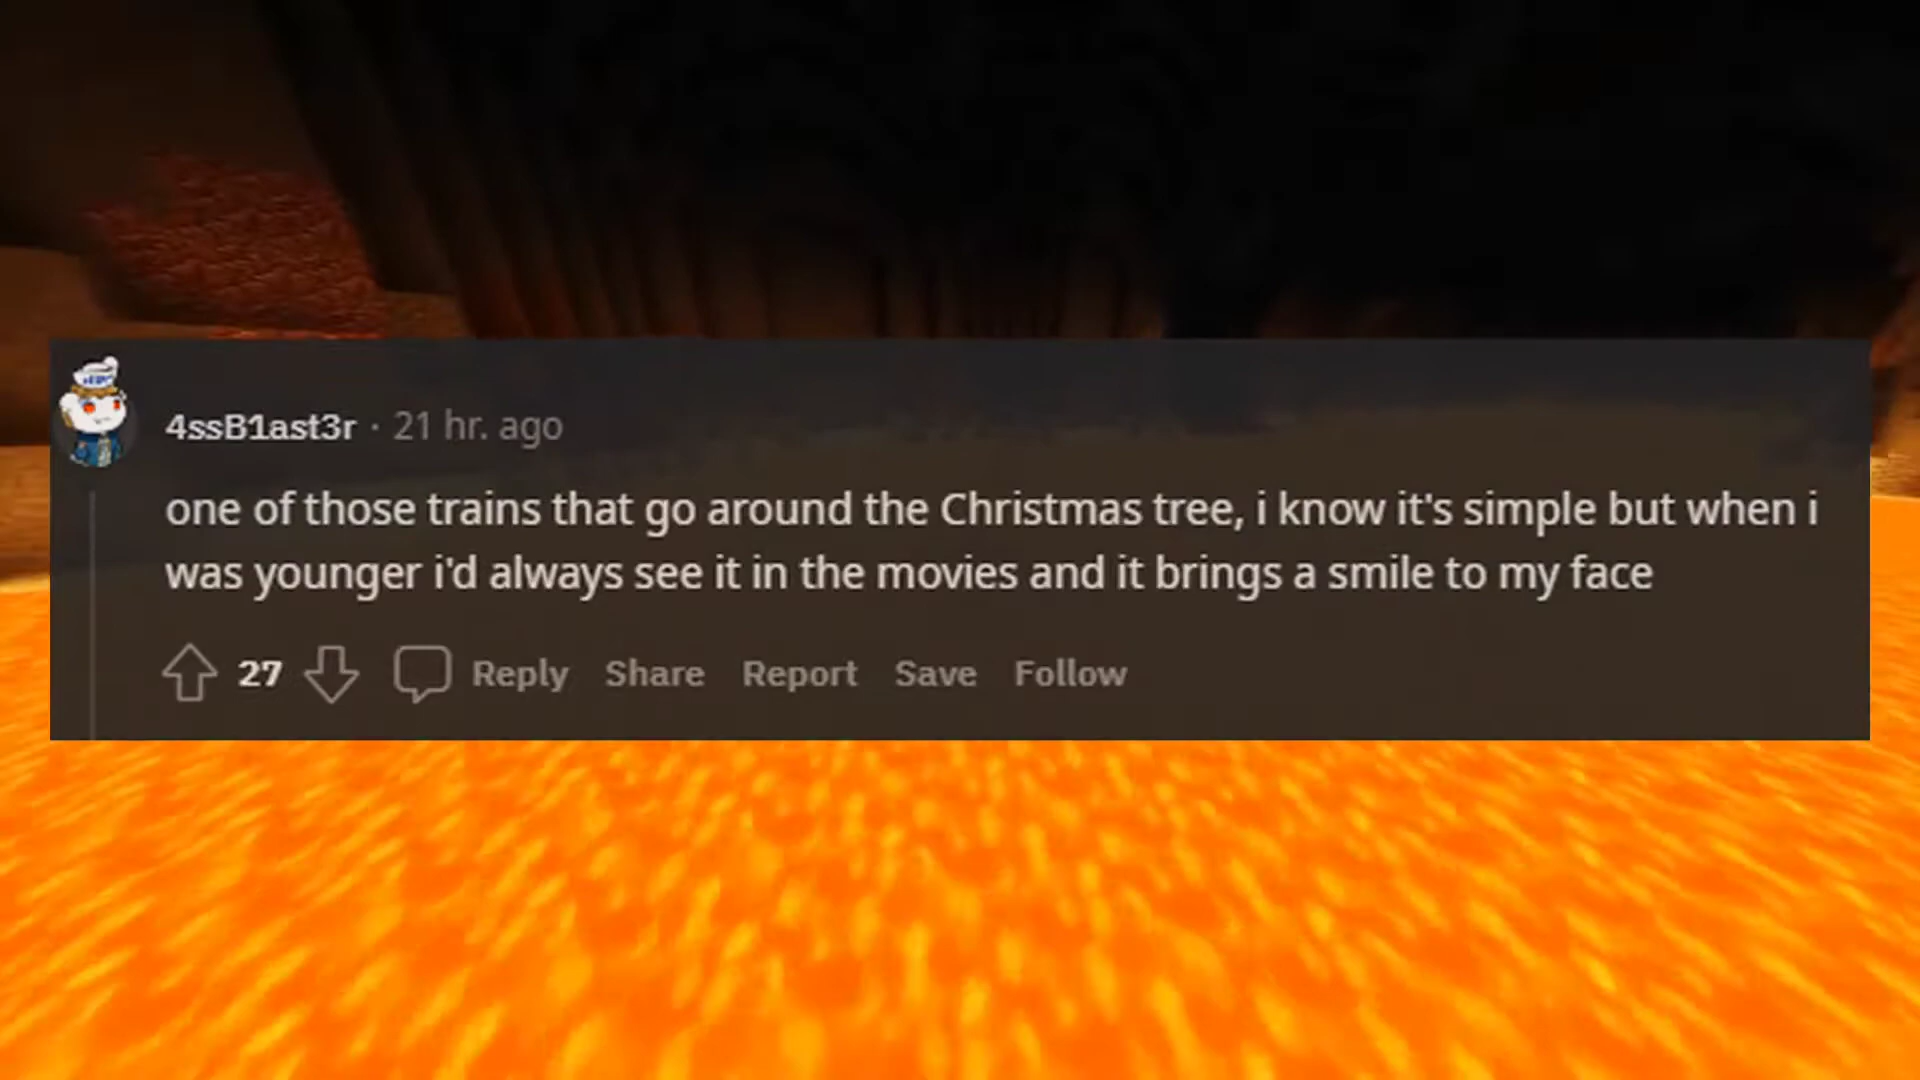 4ssB1ast3r · 21 hr. ago
one of those trains that go around the Christmas tree, i know it's simple but when i
was younger i'd always see it in the movies and it brings a smile to my face
27 Reply Share Report Save Follow